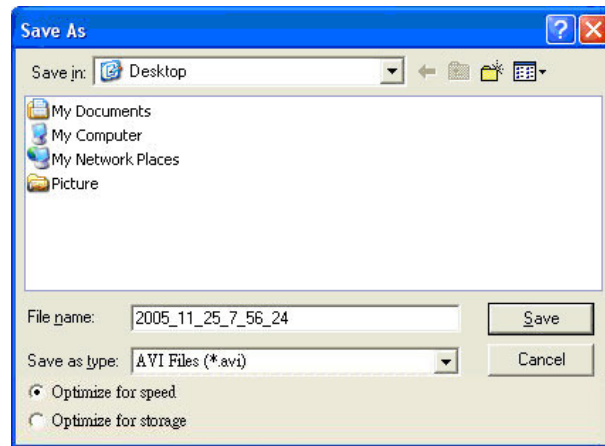 Save As
Save in: Desktop
My Documents
My Computer
My Network Places
Picture
File name: 2005_11_25_7_56_24 Save
Save as type: AVI Files (*.avi) Cancel
Optimize for speed
Optimize for storage